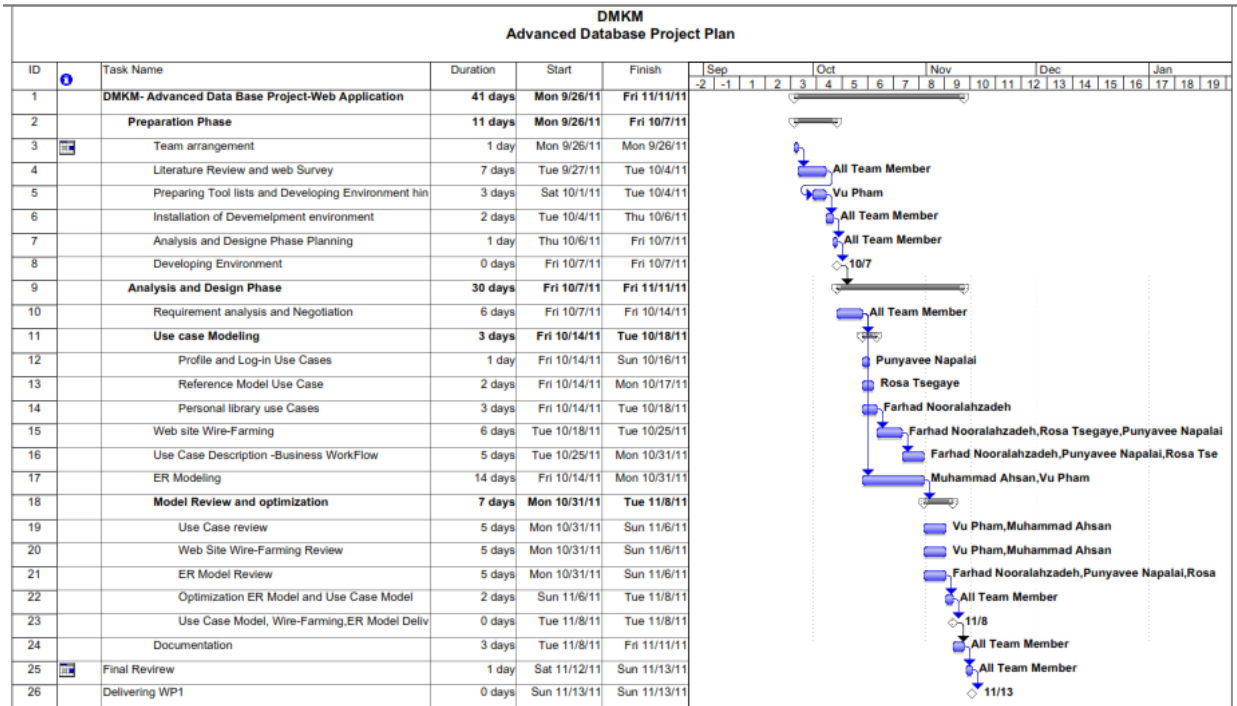 DMKM
Advanced Database Project Plan
ID Task Name Duration Start Finish Sep Oct Nov Dec Jan
-2 -1 1 2 3 4 5 6 7 8 9 10 11 12 13 14 15 16 17 18 19
1 DMKM- Advanced Data Base Project-Web Application 41 days Mon 9/26/11 Fri 11/11/11
2 Preparation Phase 11 days Mon 9/26/11 Fri 10/7/11
3 Team arrangement 1 day Mon 9/26/11 Mon 9/26/11
4 Literature Review and web Survey 7 days Tue 9/27/11 Tue 10/4/11 All Team Member
5 Preparing Tool lists and Developing Environment hin 3 days Sat 10/1/11 Tue 10/4/11 Vu Pham
6 Installation of Devemelpment environment 2 days Tue 10/4/11 Thu 10/6/11 All Team Member
7 Analysis and Designe Phase Planning 1 day Thu 10/6/11 Fri 10/7/11 All Team Member
8 Developing Environment 0 days Fri 10/7/11 Fri 10/7/11 10/7
9 Analysis and Design Phase 30 days Fri 10/7/11 Fri 11/11/11
10 Requirement analysis and Negotiation 6 days Fri 10/7/11 Fri 10/14/11 All Team Member
11 Use case Modeling 3 days Fri 10/14/11 Tue 10/18/11
12 Profile and Log-in Use Cases 1 day Fri 10/14/11 Sun 10/16/11 Punyavee Napalai
13 Reference Model Use Case 2 days Fri 10/14/11 Mon 10/17/11 Rosa Tsegaye
14 Personal library use Cases 3 days Fri 10/14/11 Tue 10/18/11 Farhad Nooralahzadeh
15 Web site Wire-Farming 6 days Tue 10/18/11 Tue 10/25/11 Farhad Nooralahzadeh,Rosa Tsegaye,Punyavee Napalai
16 Use Case Description -Business WorkFlow 5 days Tue 10/25/11 Mon 10/31/11 Farhad Nooralahzadeh,Punyavee Napalai,Rosa Tse
17 ER Modeling 14 days Fri 10/14/11 Mon 10/31/11 Muhammad Ahsan,Vu Pham
18 Model Review and optimization 7 days Mon 10/31/11 Tue 11/8/11
19 Use Case review 5 days Mon 10/31/11 Sun 11/6/11 Vu Pham,Muhammad Ahsan
20 Web Site Wire-Farming Review 5 days Mon 10/31/11 Sun 11/6/11 Vu Pham,Muhammad Ahsan
21 ER Model Review 5 days Mon 10/31/11 Sun 11/6/11 Farhad Nooralahzadeh,Punyavee Napalai,Rosa
22 Optimization ER Model and Use Case Model 2 days Sun 11/6/11 Tue 11/8/11 All Team Member
23 Use Case Model, Wire-Farming,ER Model Deliv 0 days Tue 11/8/11 Tue 11/8/11 11/8
24 Documentation 3 days Tue 11/8/11 Fri 11/11/11 All Team Member
25 Final Revirew 1 day Sat 11/12/11 Sun 11/13/11 All Team Member
26 Delivering WP1 0 days Sun 11/13/11 Sun 11/13/11 11/13